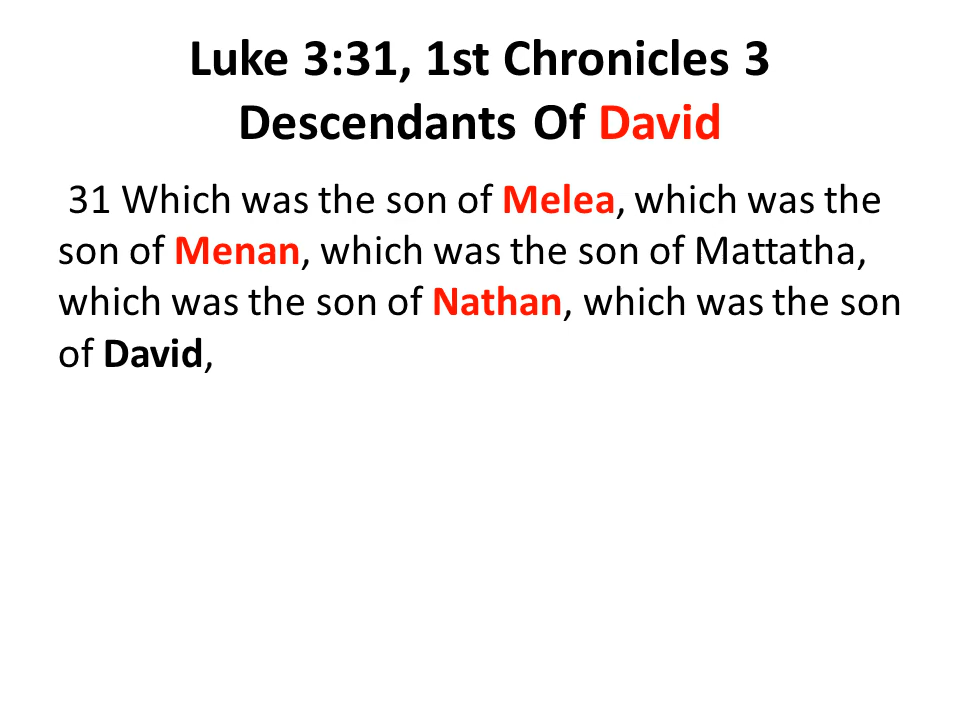 Luke 3:31, 1st Chronicles 3
Descendants Of David
31 Which was the son of Melea, which was the
son of Menan, which was the son of Mattatha,
which was the son of Nathan, which was the son
of David,